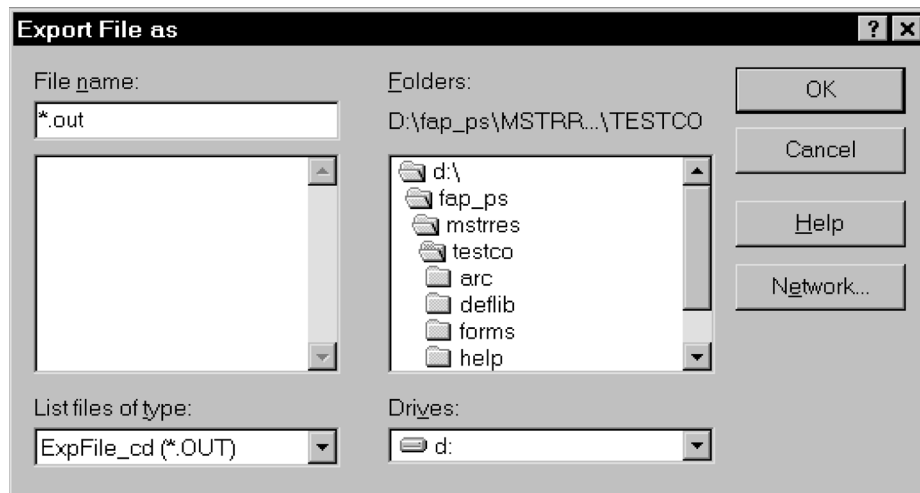 Export File as
File name:
*.out
Folders:
D:\fap_ps\MSTRR...\TESTCO
d:\
fap_ps
mstrres
testco
arc
deflib
forms
help
List files of type:
ExpFile_cd (*.OUT)
Drives:
d:
OK
Cancel
Help
Network...